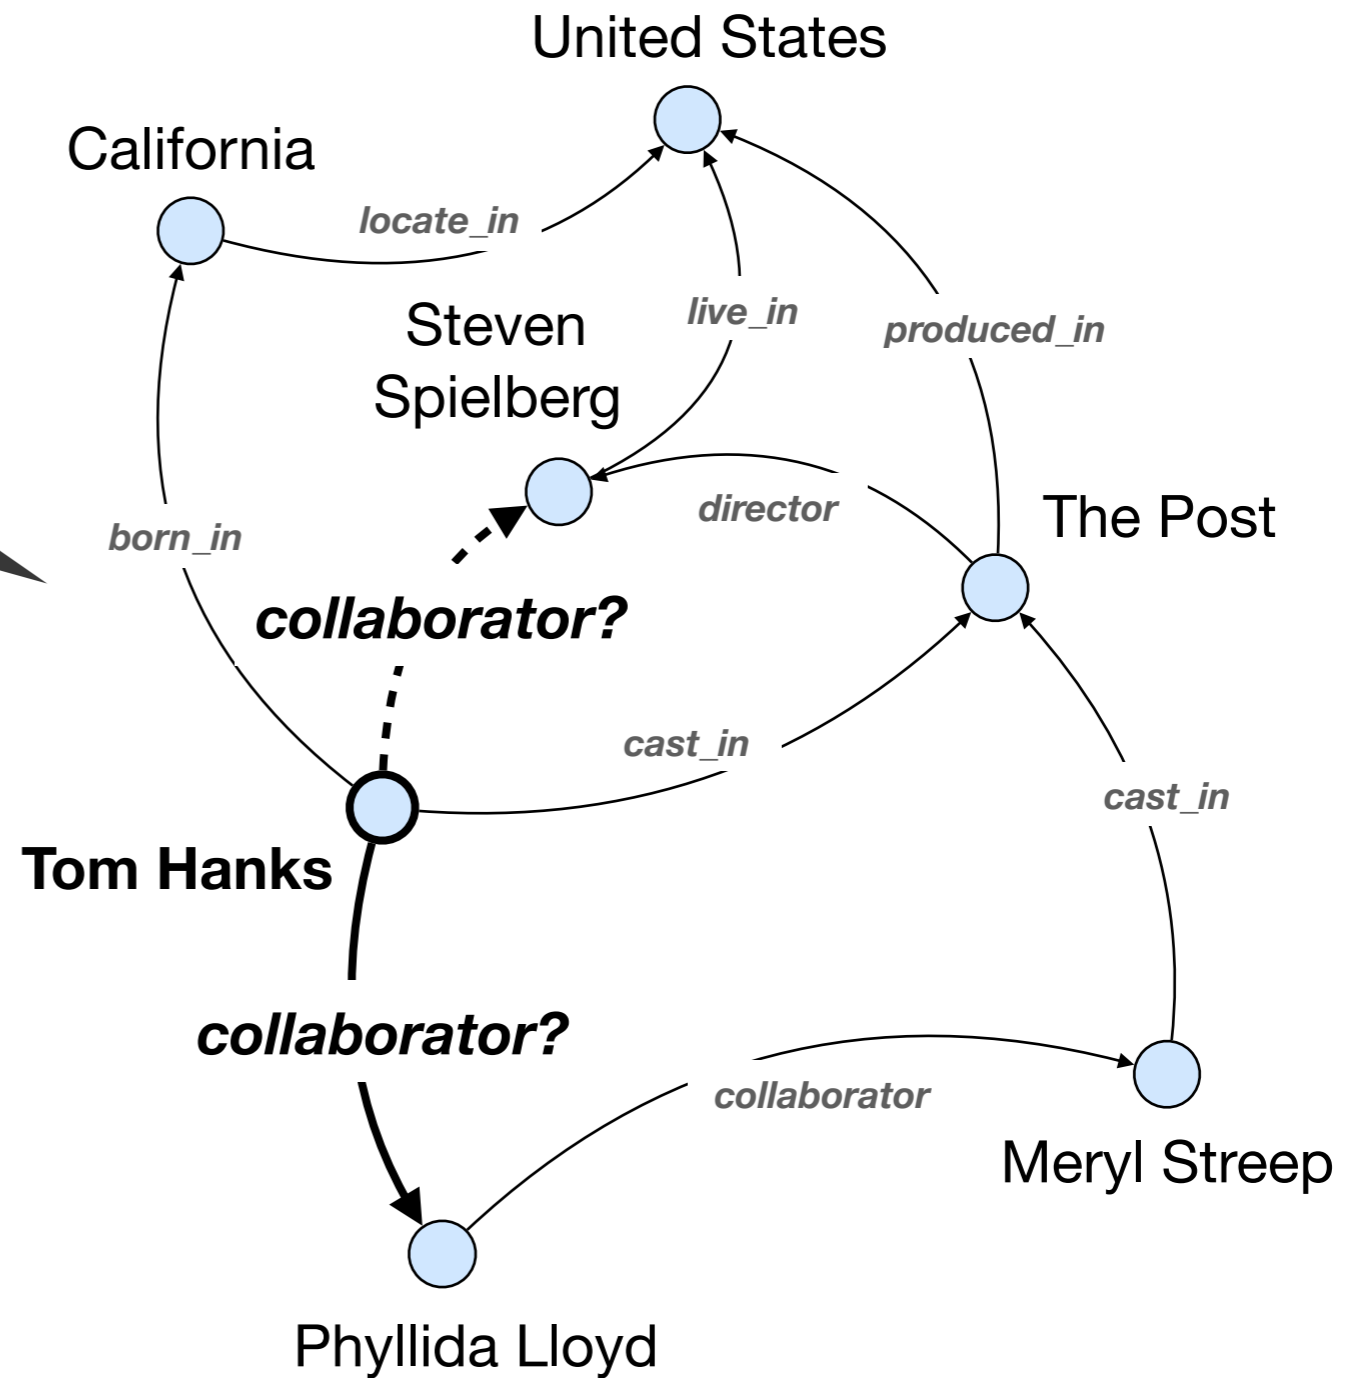 United States
California
locate_in
Steven
Spielberg
live_in
produced_in
director
The Post
born_in
collaborator?
cast_in
cast_in
Tom Hanks
collaborator?
collaborator
Meryl Streep
Phyllida Lloyd